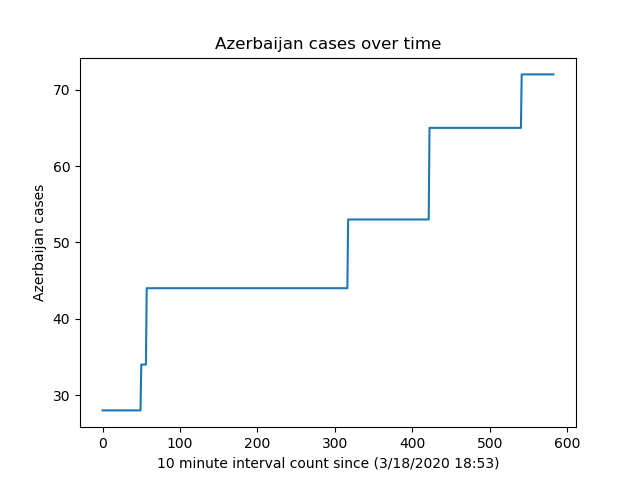 Azerbaijan cases over time
70
60
50
40
30
Azerbaijan cases
0 100 200 300 400 500 600
10 minute interval count since (3/18/2020 18:53)